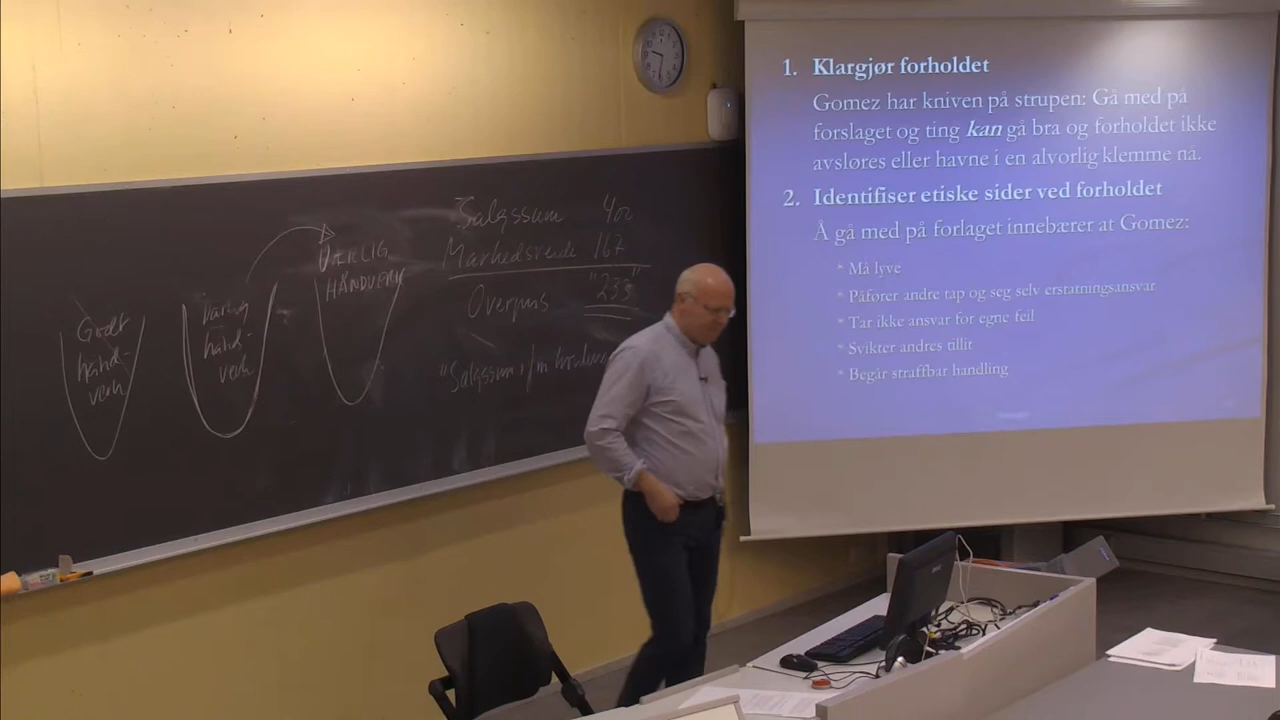 1. Klargjør forholdet
Gomez har kniven på strupen: Gå med på
forslaget og ting kan gå bra og forholdet ikke
avsløres eller havne i en alvorlig klemme nå.
2. Identifiser etiske sider ved forholdet
Å gå med på forlaget innebærer at Gomez:
* Må lyve
* Påfører andre tap og seg selv erstatningsansvar
* Tar ikke ansvar for egne feil
* Svikter andres tillit
* Begår straffbar handling
Godt
hånd-
verk
hånd-
verk
HÅNDVERK
Salgssum 400
Markedsverdi 167
Overpris "233"
"Salgssum